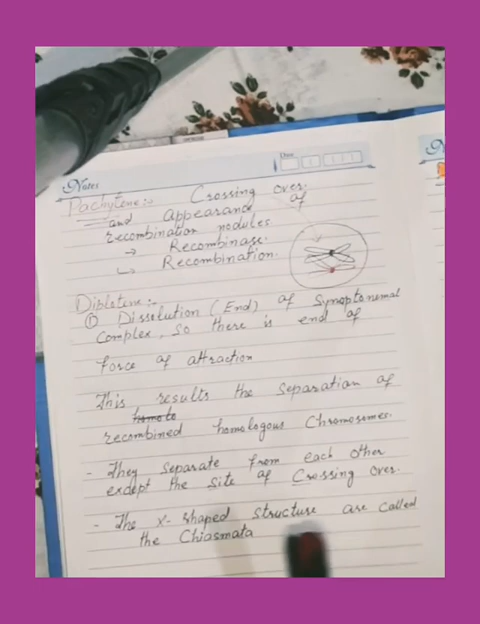 Notes
Date
Pachytene:- Crossing over.
and Appearance of
recombination nodules
→ Recombinase.
↳ Recombination.
Diblotene:-
① Dissolution (End) of Synaptonemal
Complex, So there is end of
force of attraction
This results the Separation of
homolo
recombined homologous Chromosomes.
- They Separate from each other
except the Site of Crossing over.
- The X- shaped Structure are Called
the Chiasmata